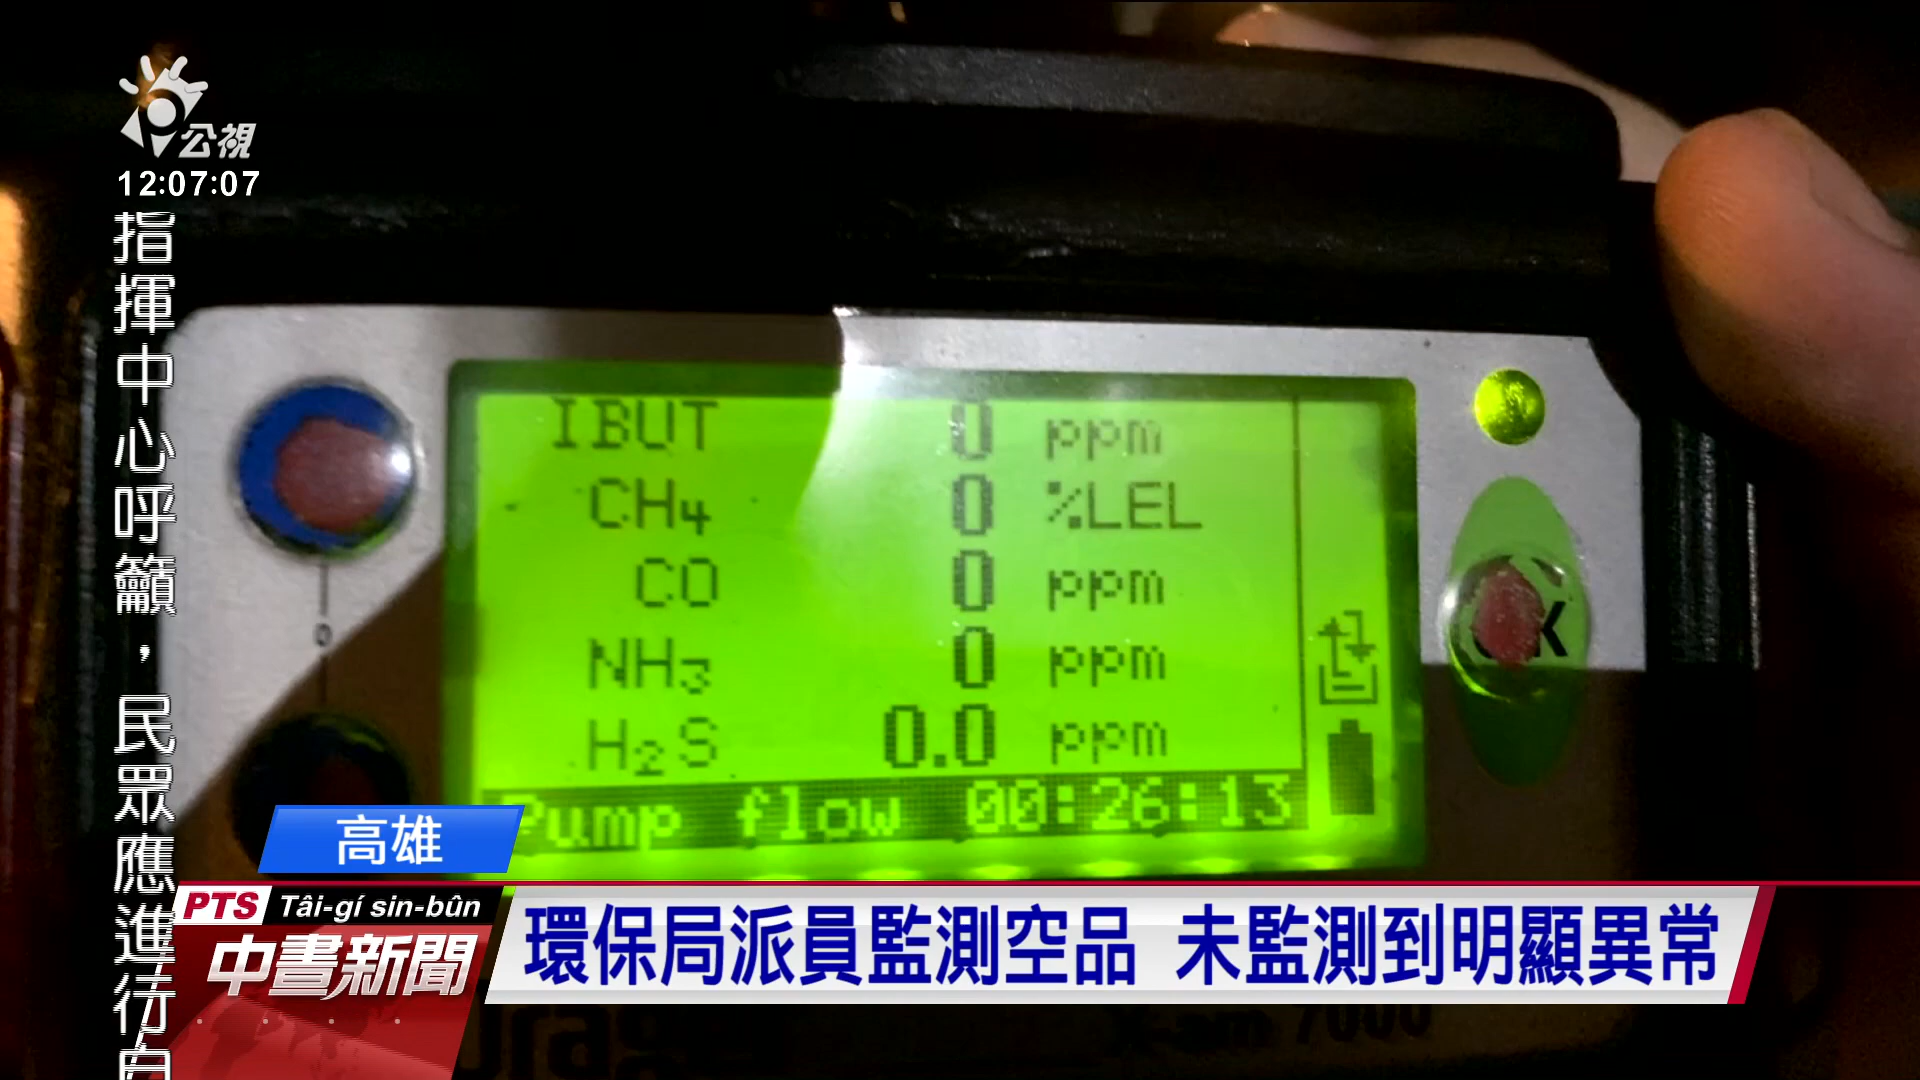 公視
12:07:07
指揮中心呼籲，民眾應進行自
IBUT 0 ppm
CH4 0 %LEL
CO 0 ppm
NH3 0 ppm
H2S 0.0 ppm
Pump flow 00:26:13
OK
高雄
PTS Tâi-gí sin-bûn
中晝新聞
環保局派員監測空品 未監測到明顯異常
X-am 7000